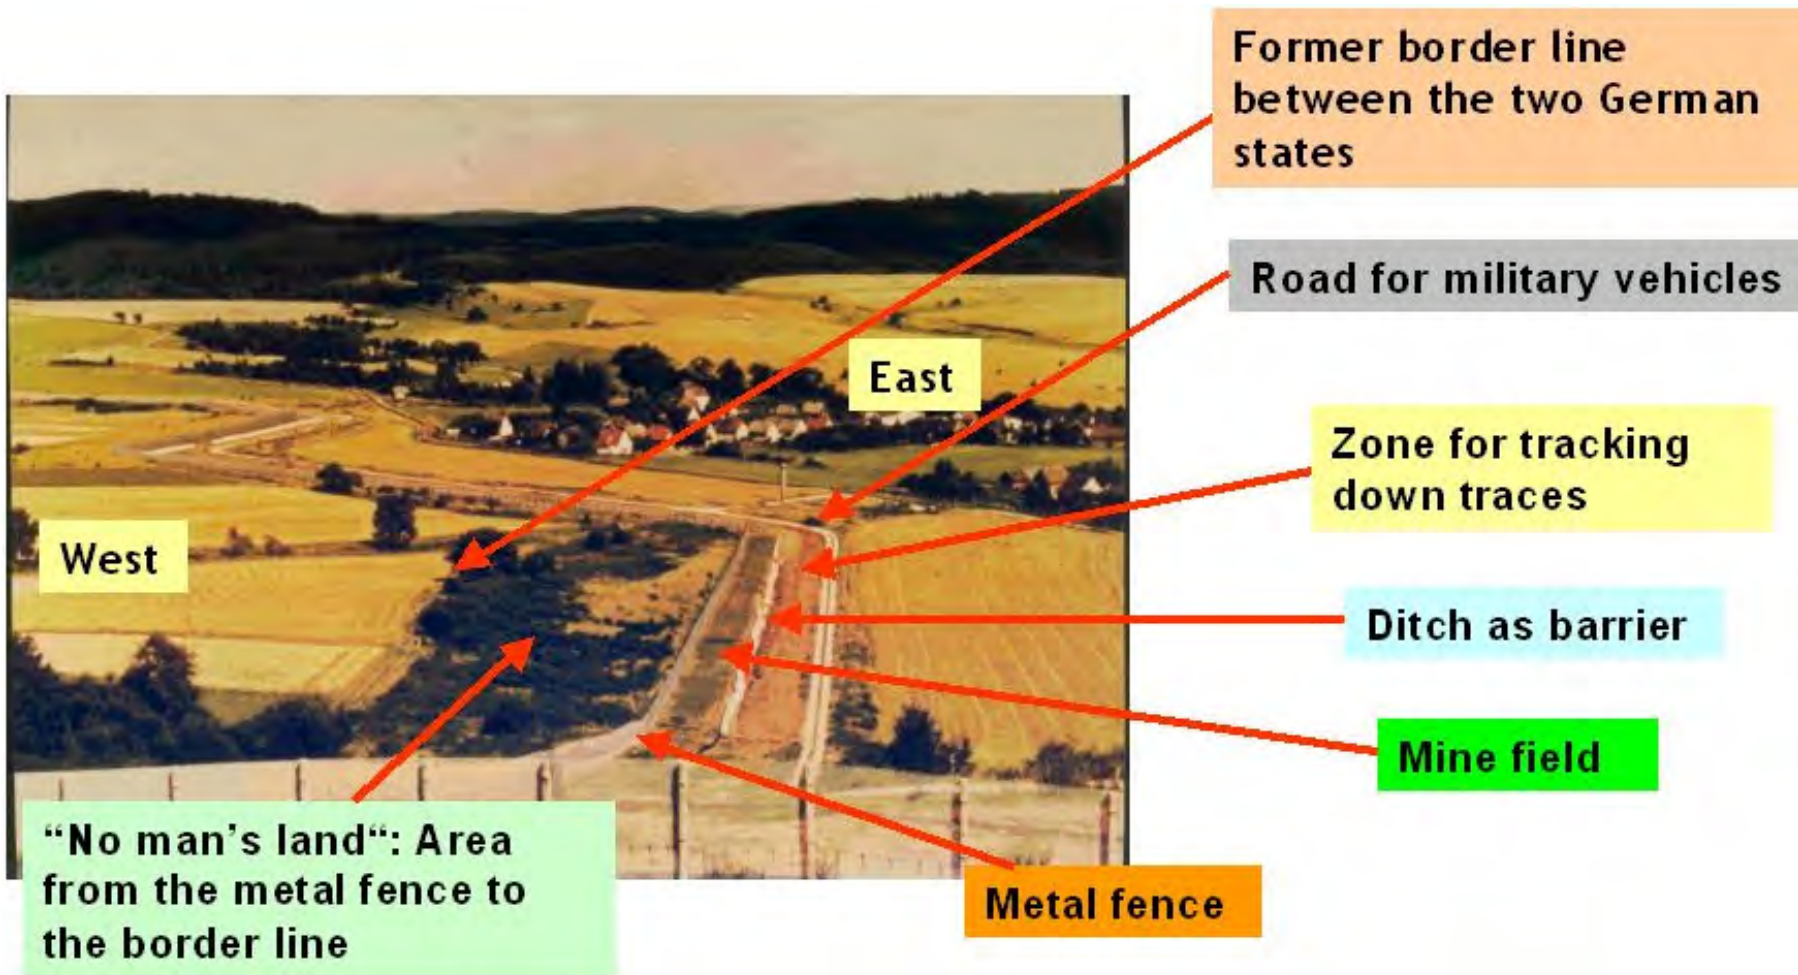 Former border line
between the two German
states
Road for military vehicles
East
Zone for tracking
down traces
West
Ditch as barrier
Mine field
“No man’s land“: Area
from the metal fence to
the border line
Metal fence